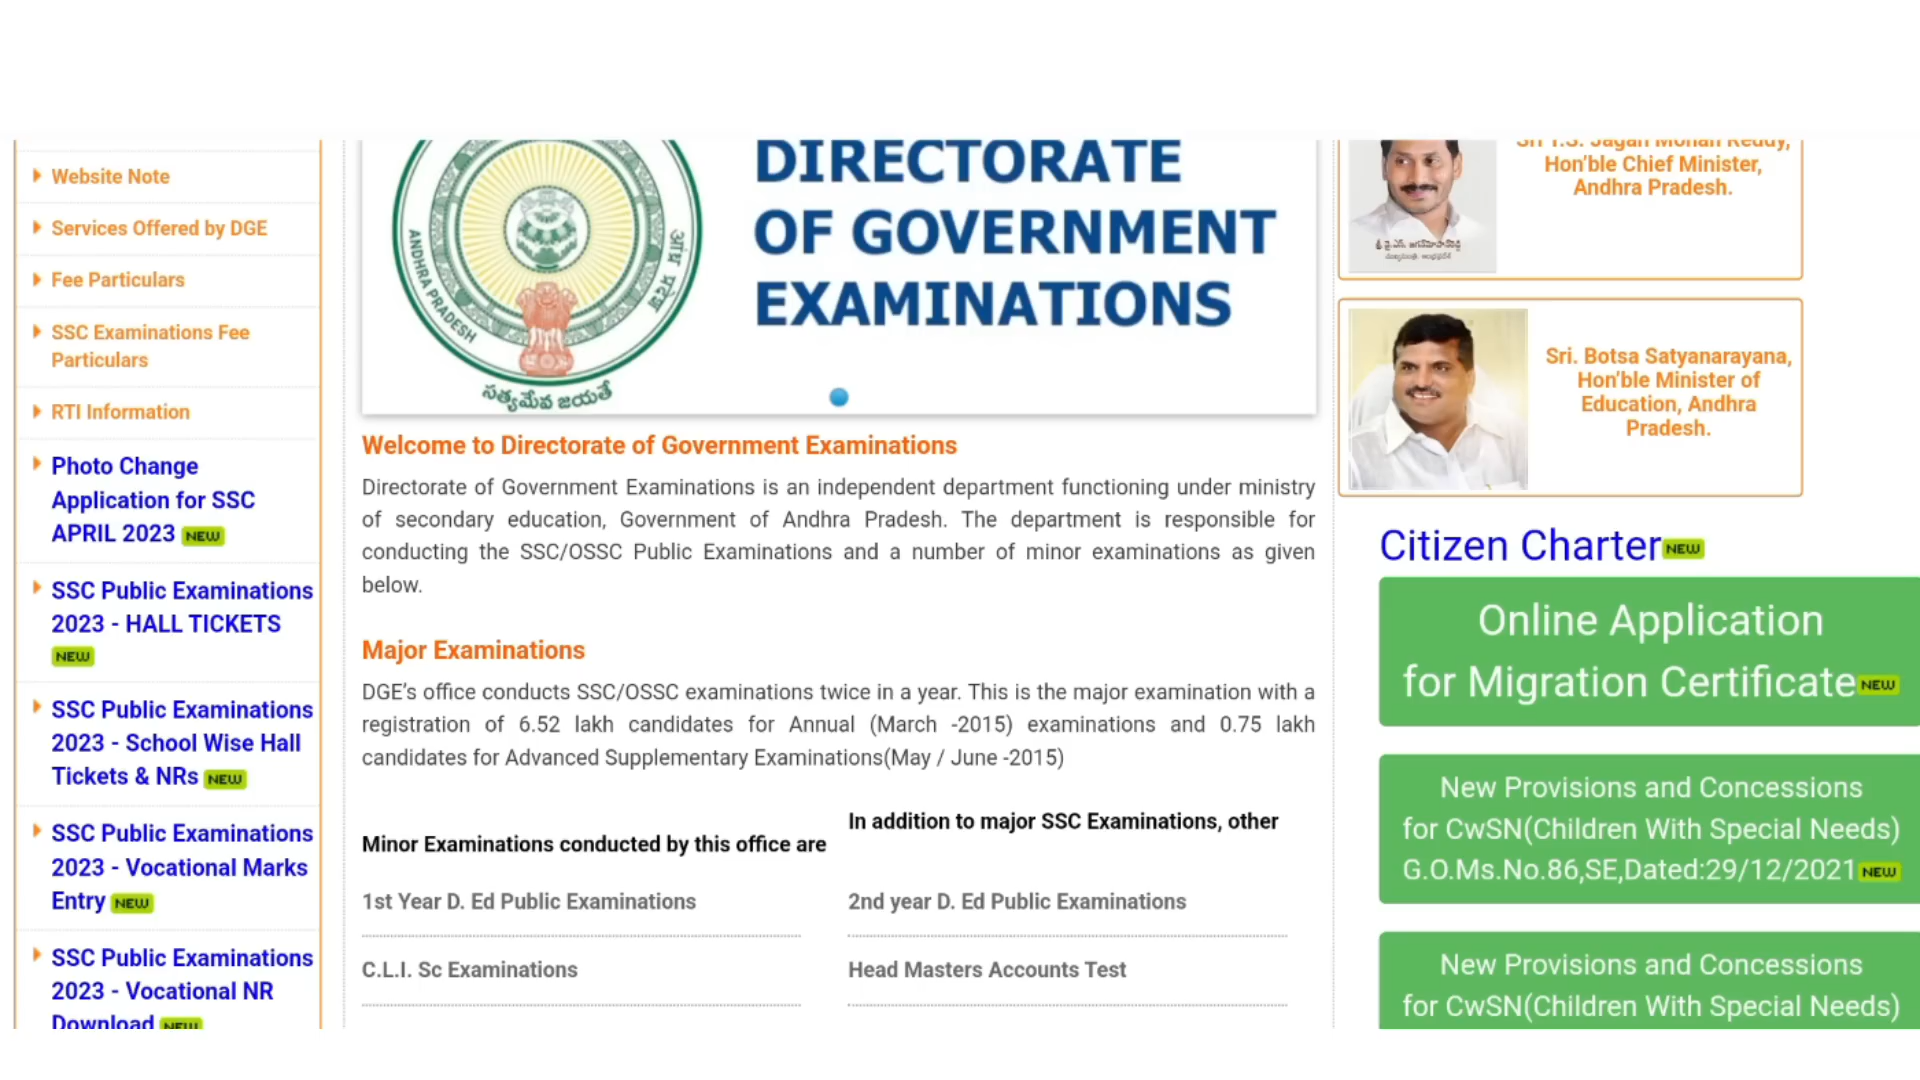 Website Note
Services Offered by DGE
Fee Particulars
SSC Examinations Fee
Particulars
RTI Information
Photo Change
Application for SSC
APRIL 2023 NEW
SSC Public Examinations
2023 - HALL TICKETS
NEW
SSC Public Examinations
2023 - School Wise Hall
Tickets & NRs NEW
SSC Public Examinations
2023 - Vocational Marks
Entry NEW
SSC Public Examinations
2023 - Vocational NR
Download NEW
ANDHRA PRADESH
आंध्र प्रदेश
సత్యమేవ జయతే
DIRECTORATE
OF GOVERNMENT
EXAMINATIONS
Welcome to Directorate of Government Examinations
Directorate of Government Examinations is an independent department functioning under ministry
of secondary education, Government of Andhra Pradesh. The department is responsible for
conducting the SSC/OSSC Public Examinations and a number of minor examinations as given
below.
Major Examinations
DGE's office conducts SSC/OSSC examinations twice in a year. This is the major examination with a
registration of 6.52 lakh candidates for Annual (March -2015) examinations and 0.75 lakh
candidates for Advanced Supplementary Examinations(May / June -2015)
Minor Examinations conducted by this office are
In addition to major SSC Examinations, other
1st Year D. Ed Public Examinations
2nd year D. Ed Public Examinations
C.L.I. Sc Examinations
Head Masters Accounts Test
Sri Y.S. Jagan Mohan Reddy,
Hon'ble Chief Minister,
Andhra Pradesh.
Sri. Botsa Satyanarayana,
Hon'ble Minister of
Education, Andhra
Pradesh.
Citizen Charter NEW
Online Application
for Migration Certificate NEW
New Provisions and Concessions
for CwSN(Children With Special Needs)
G.O.Ms.No.86,SE,Dated:29/12/2021 NEW
New Provisions and Concessions
for CwSN(Children With Special Needs)